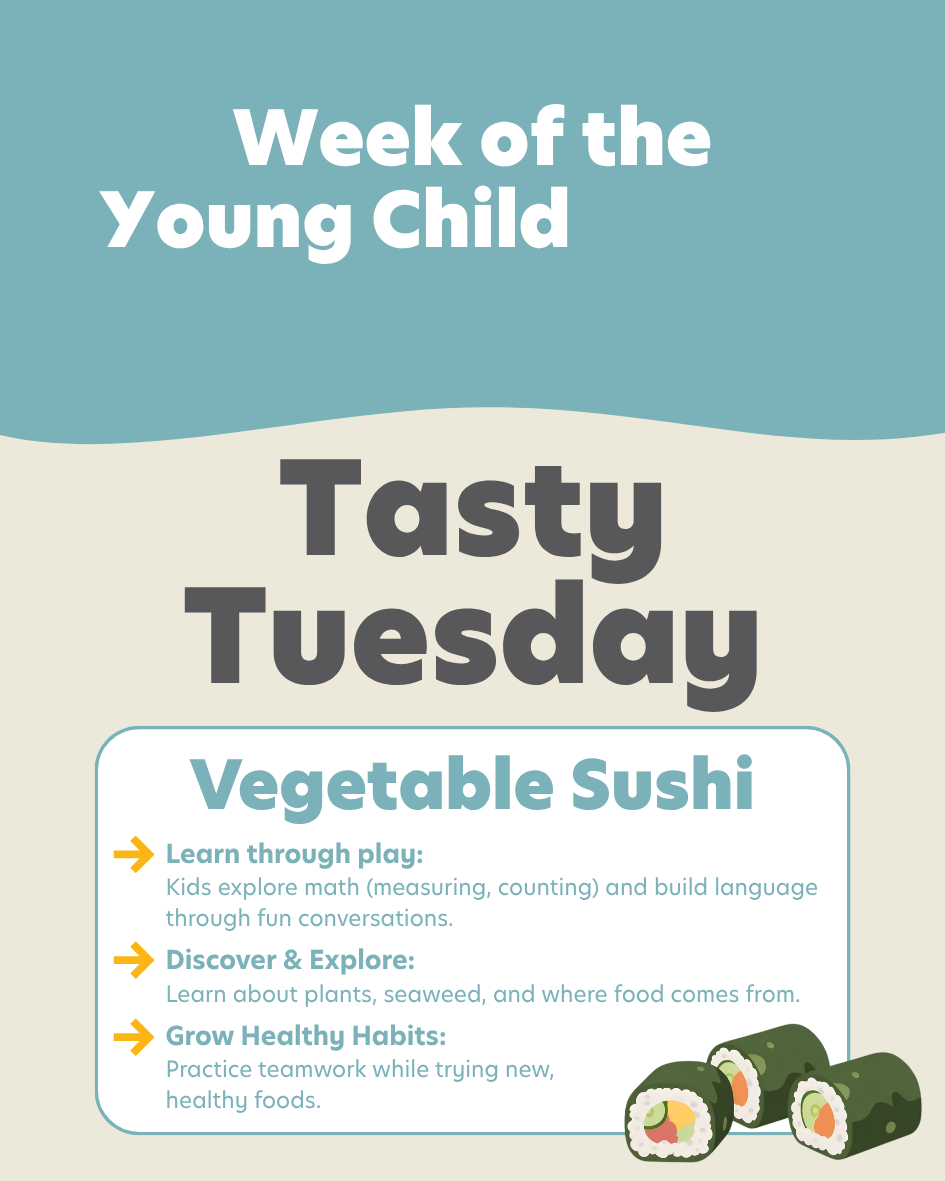 Week of the
Young Child
Tasty
Tuesday
Vegetable Sushi
Learn through play:
Kids explore math (measuring, counting) and build language
through fun conversations.
Discover & Explore:
Learn about plants, seaweed, and where food comes from.
Grow Healthy Habits:
Practice teamwork while trying new,
healthy foods.